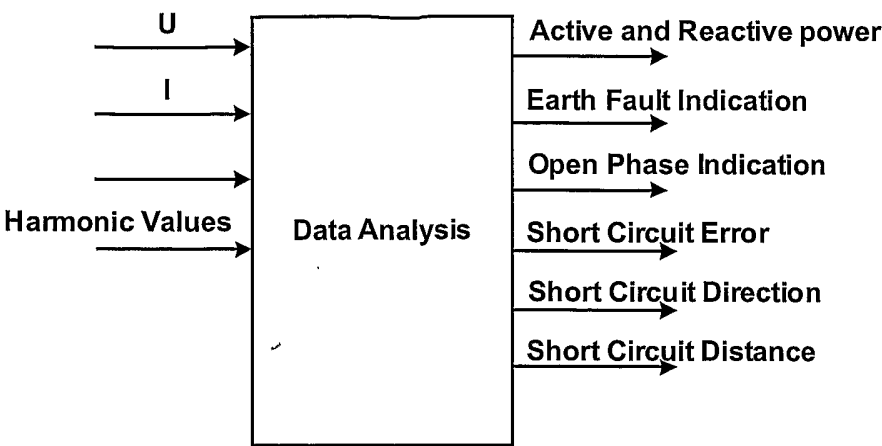 U
I
Harmonic Values
Data Analysis
Active and Reactive power
Earth Fault Indication
Open Phase Indication
Short Circuit Error
Short Circuit Direction
Short Circuit Distance